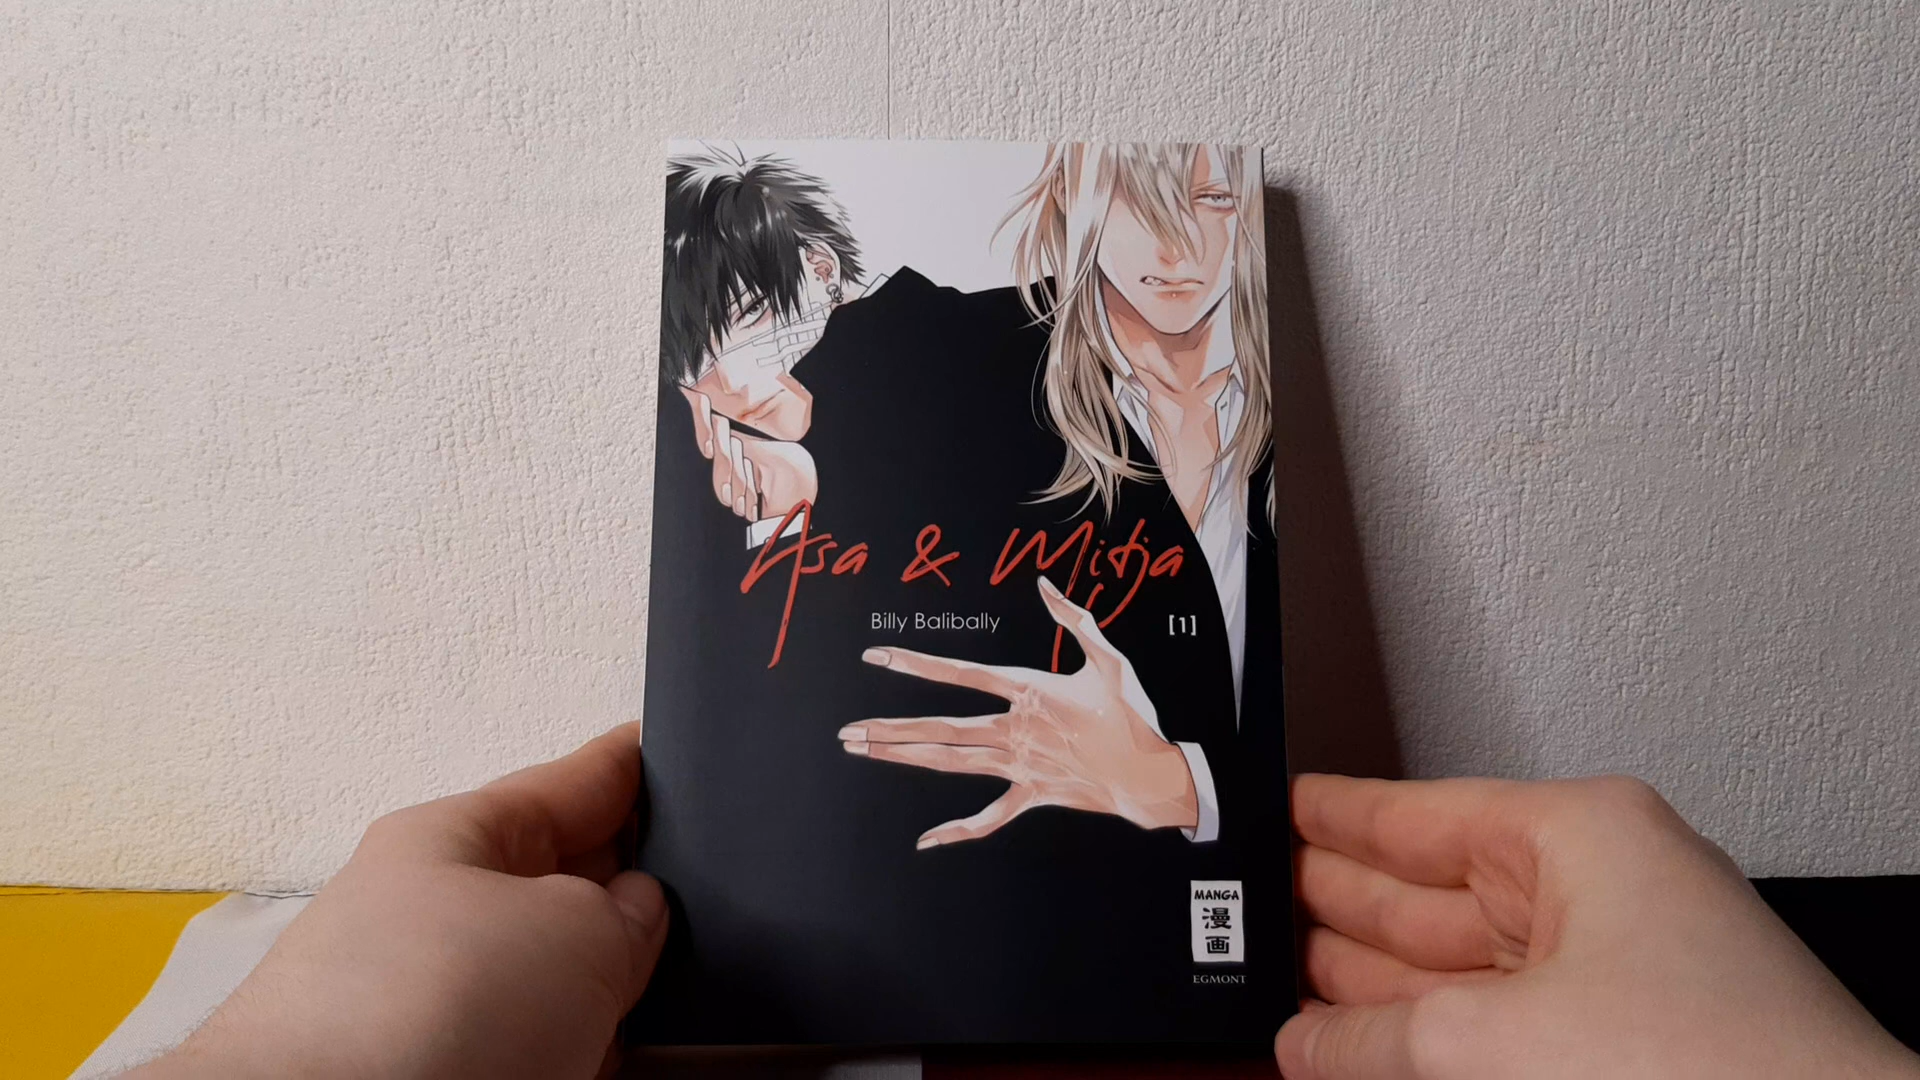 Asa & Mitja
Billy Balibally
[1]
MANGA
漫
画
EGMONT